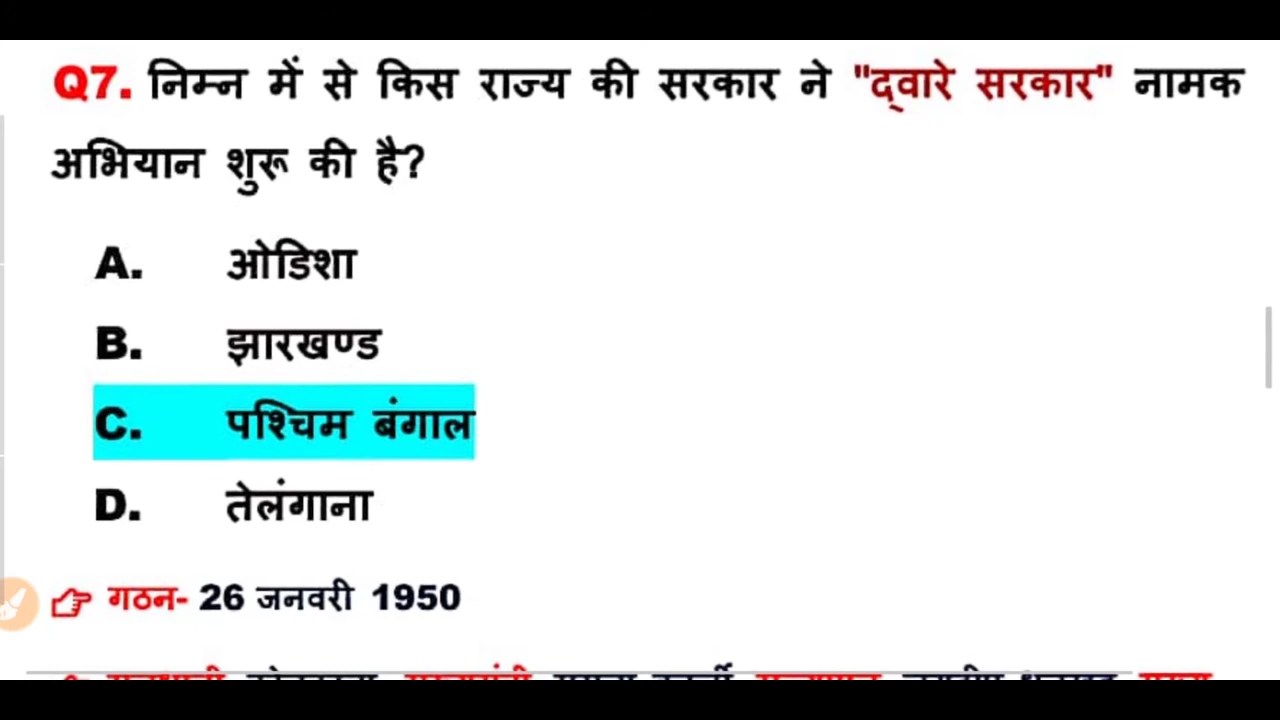 Q7. निम्न में से किस राज्य की सरकार ने "द्‌वारे सरकार" नामक
अभियान शुरू की है?
A. ओडिशा
B. झारखण्ड
C. पश्चिम बंगाल
D. तेलंगाना
गठन- 26 जनवरी 1950